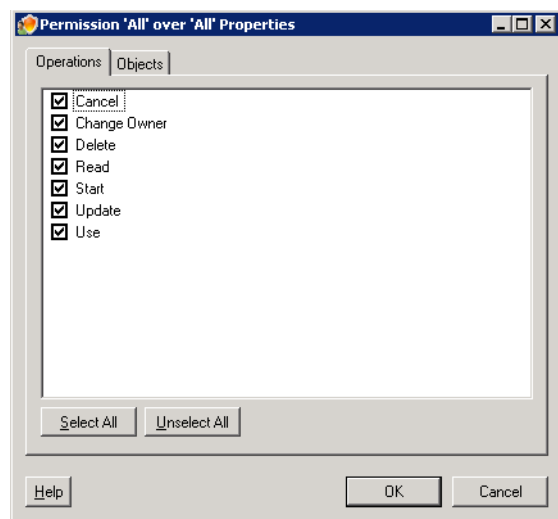 Permission 'All' over 'All' Properties
Operations Objects
Cancel
Change Owner
Delete
Read
Start
Update
Use
Select All Unselect All
Help OK Cancel